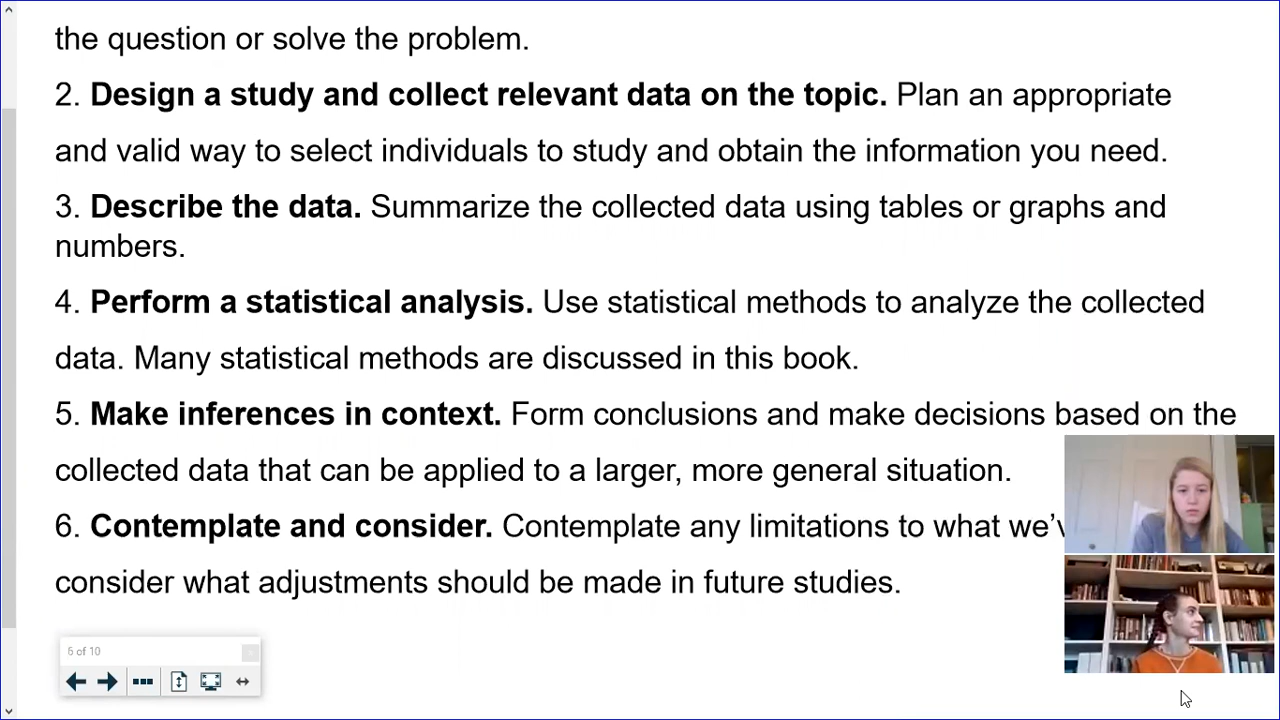 the question or solve the problem.
2. Design a study and collect relevant data on the topic. Plan an appropriate
and valid way to select individuals to study and obtain the information you need.
3. Describe the data. Summarize the collected data using tables or graphs and
numbers.
4. Perform a statistical analysis. Use statistical methods to analyze the collected
data. Many statistical methods are discussed in this book.
5. Make inferences in context. Form conclusions and make decisions based on the
collected data that can be applied to a larger, more general situation.
6. Contemplate and consider. Contemplate any limitations to what
consider what adjustments should be made in future studies.
6 of 10